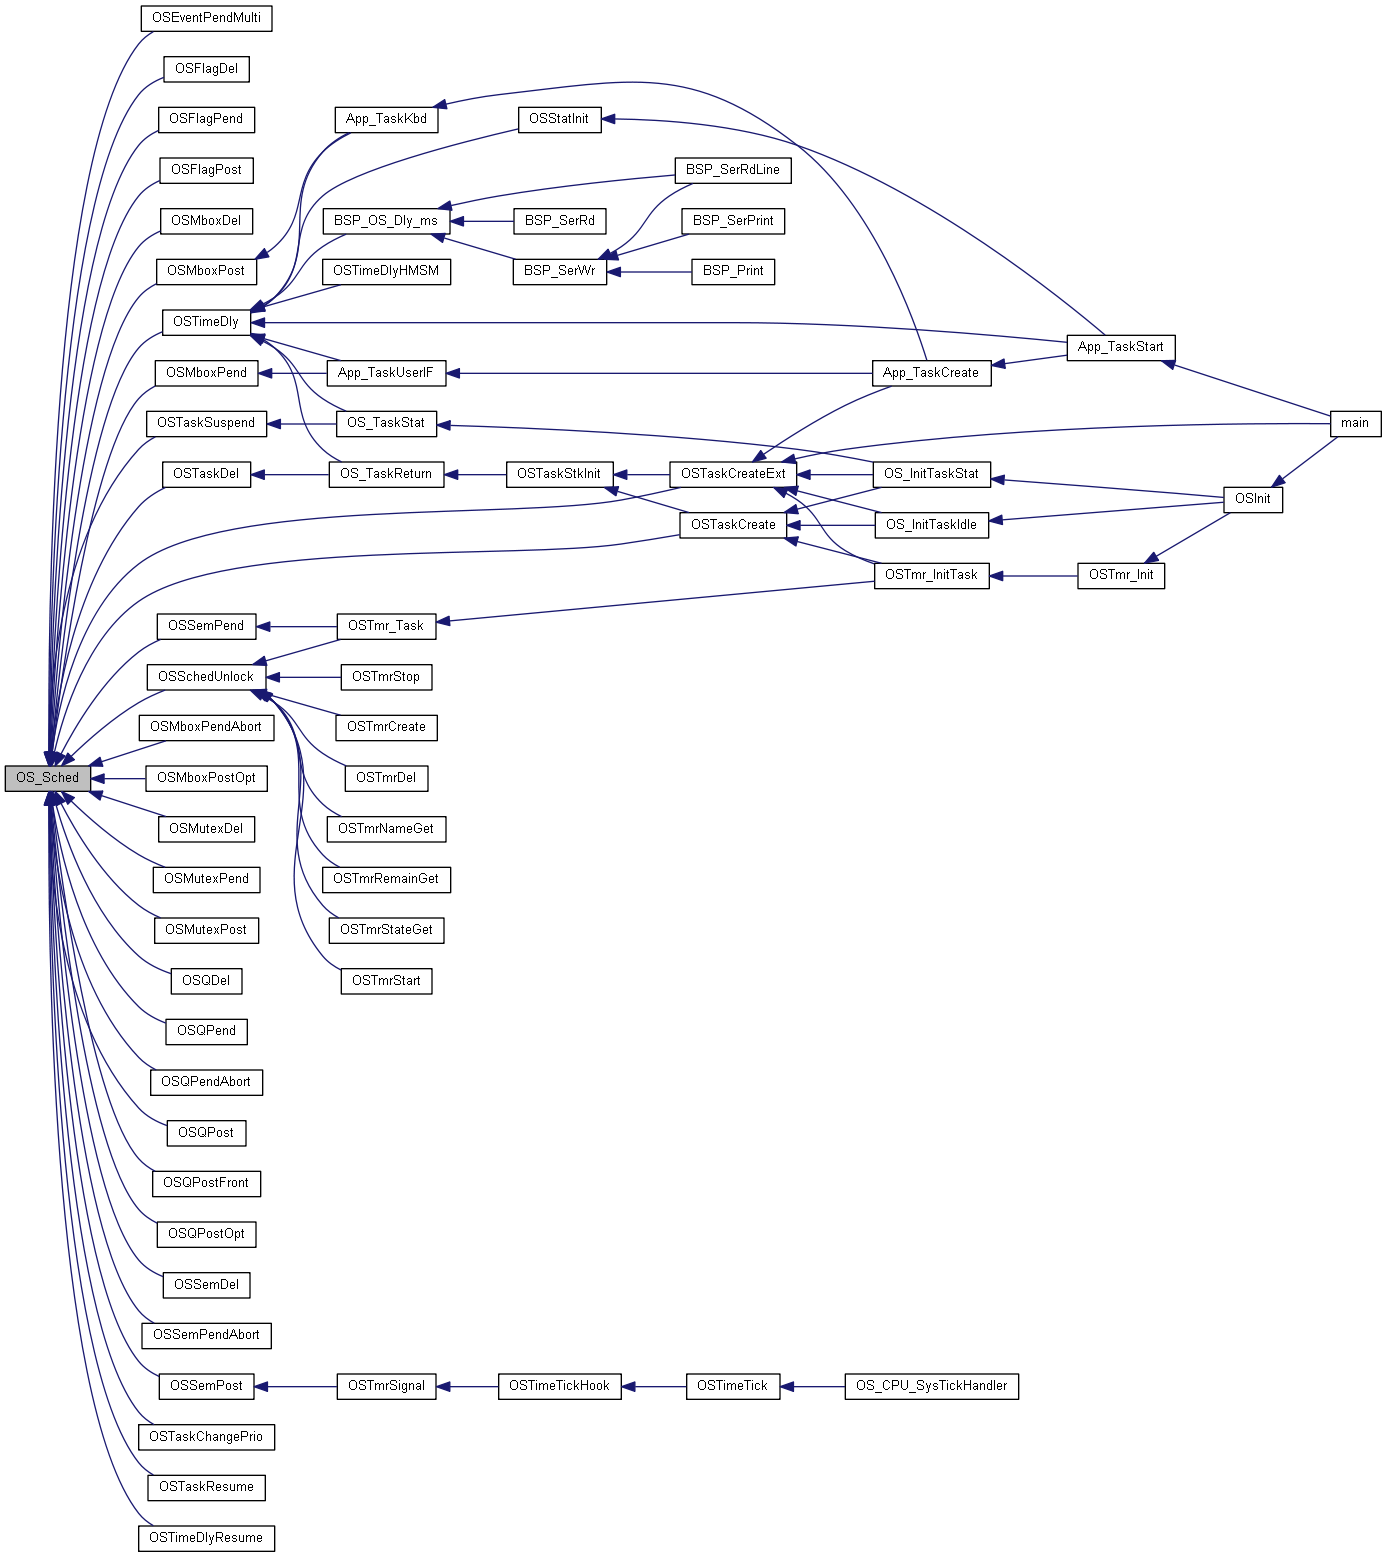 OSEventPendMulti
OSFlagDel
OSFlagPend
App_TaskKbd
OSStatInit
OSFlagPost
BSP_SerRdLine
OSMboxDel
BSP_OS_Dly_ms
BSP_SerRd
BSP_SerPrint
OSMboxPost
OSTimeDlyHMSM
BSP_SerWr
BSP_Print
OSTimeDly
App_TaskStart
OSMboxPend
App_TaskUserIF
App_TaskCreate
OSTaskSuspend
OS_TaskStat
main
OSTaskDel
OS_TaskReturn
OSTaskStkInit
OSTaskCreateExt
OS_InitTaskStat
OSInit
OSTaskCreate
OS_InitTaskIdle
OSTmr_InitTask
OSTmr_Init
OSSemPend
OSTmr_Task
OSSchedUnlock
OSTmrStop
OSMboxPendAbort
OSTmrCreate
OS_Sched
OSMboxPostOpt
OSTmrDel
OSMutexDel
OSTmrNameGet
OSMutexPend
OSTmrRemainGet
OSMutexPost
OSTmrStateGet
OSQDel
OSTmrStart
OSQPend
OSQPendAbort
OSQPost
OSQPostFront
OSQPostOpt
OSSemDel
OSSemPendAbort
OSSemPost
OSTmrSignal
OSTimeTickHook
OSTimeTick
OS_CPU_SysTickHandler
OSTaskChangePrio
OSTaskResume
OSTimeDlyResume